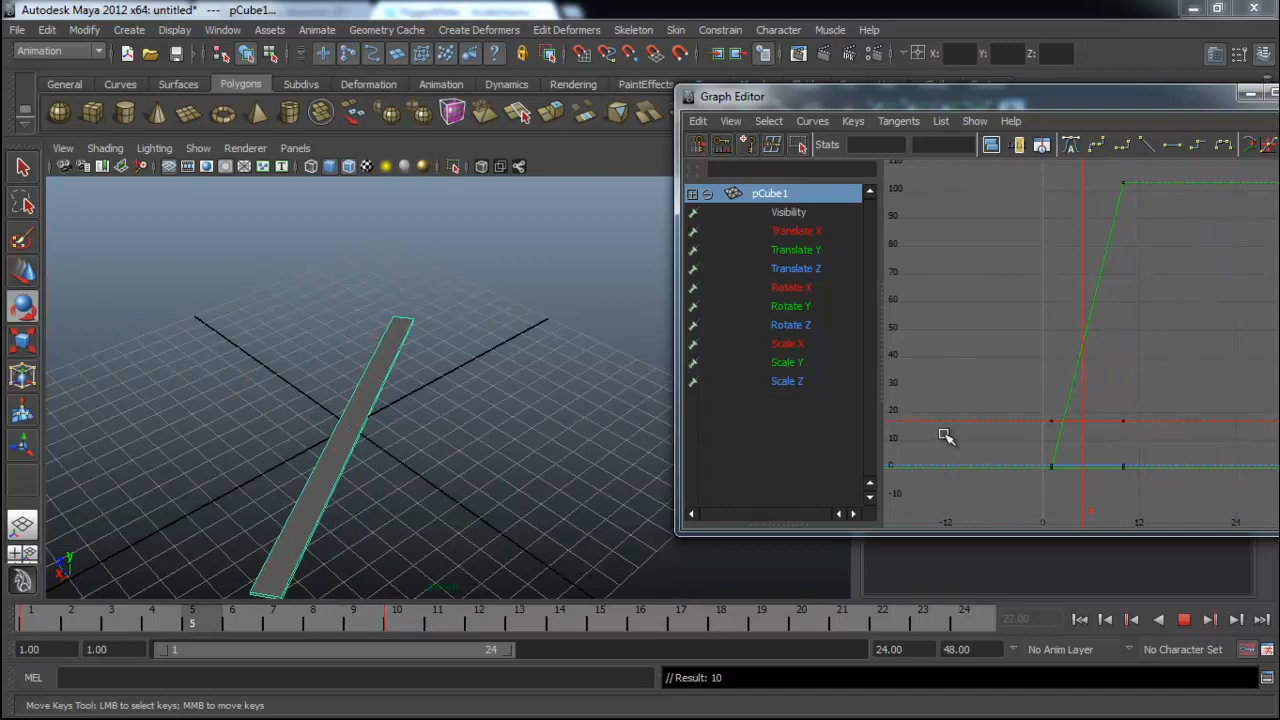 Autodesk Maya 2012 x64: untitled* --- pCube1...
File Edit Modify Create Display Window Assets Animate Geometry Cache Create Deformers Edit Deformers Skeleton Skin Constrain Character Muscle Help
Animation X: Y: Z:
General Curves Surfaces Polygons Subdivs Deformation Animation Dynamics Rendering PaintEffects
Graph Editor
Edit View Select Curves Keys Tangents List Show Help
View Shading Lighting Show Renderer Panels
Stats
110
pCube1
100
Visibility
90
Translate X
80
Translate Y
70
Translate Z
60
Rotate X
50
Rotate Y
40
Rotate Z
30
Scale X
20
Scale Y
10
Scale Z
0
-10
-12 0 12 24
y
z
x
1 2 3 4 5 6 7 8 9 10 11 12 13 14 15 16 17 18 19 20 21 22 23 24
5
22.00
1.00 1.00 1 24 24.00 48.00 No Anim Layer No Character Set
MEL // Result: 10
Move Keys Tool: LMB to select keys; MMB to move keys